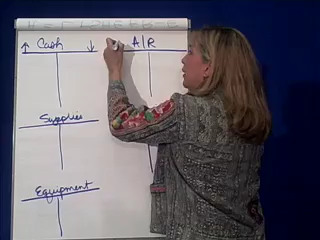 ↑ Cash ↓ A/R
Supplies
Equipment